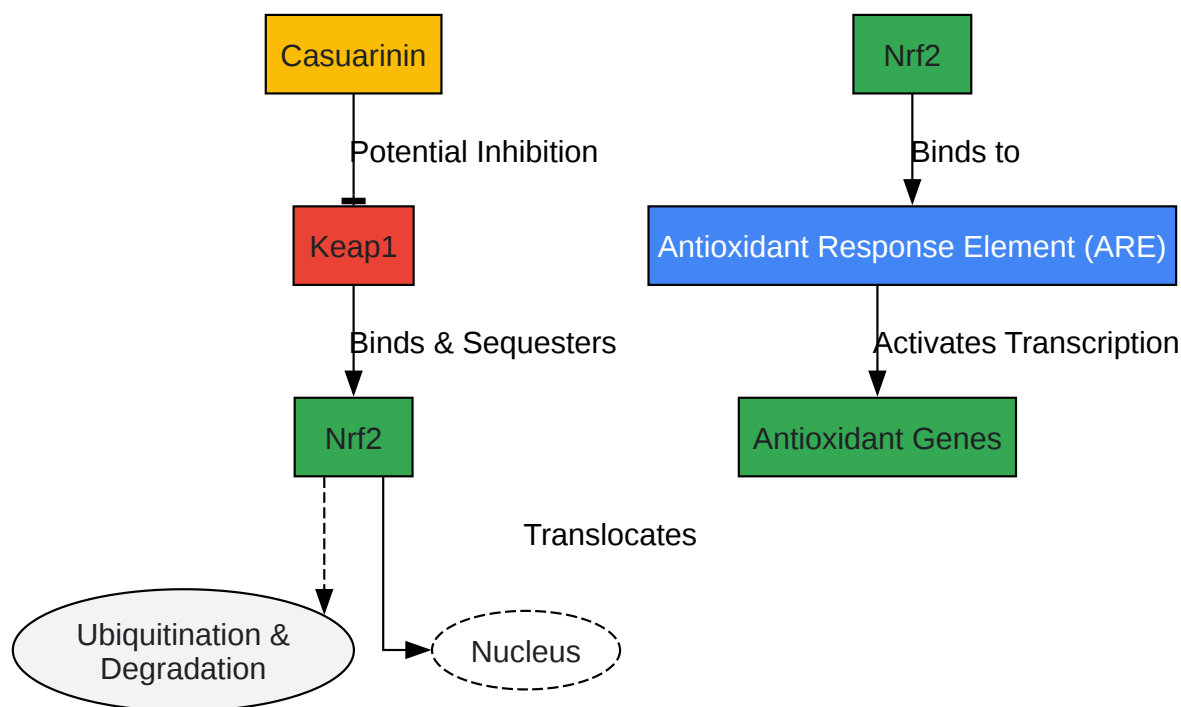 Casuarinin
Nrf2
Potential Inhibition
Binds to
Keap1
Antioxidant Response Element (ARE)
Binds & Sequesters
Activates Transcription
Nrf2
Antioxidant Genes
Translocates
Ubiquitination &
Degradation
Nucleus